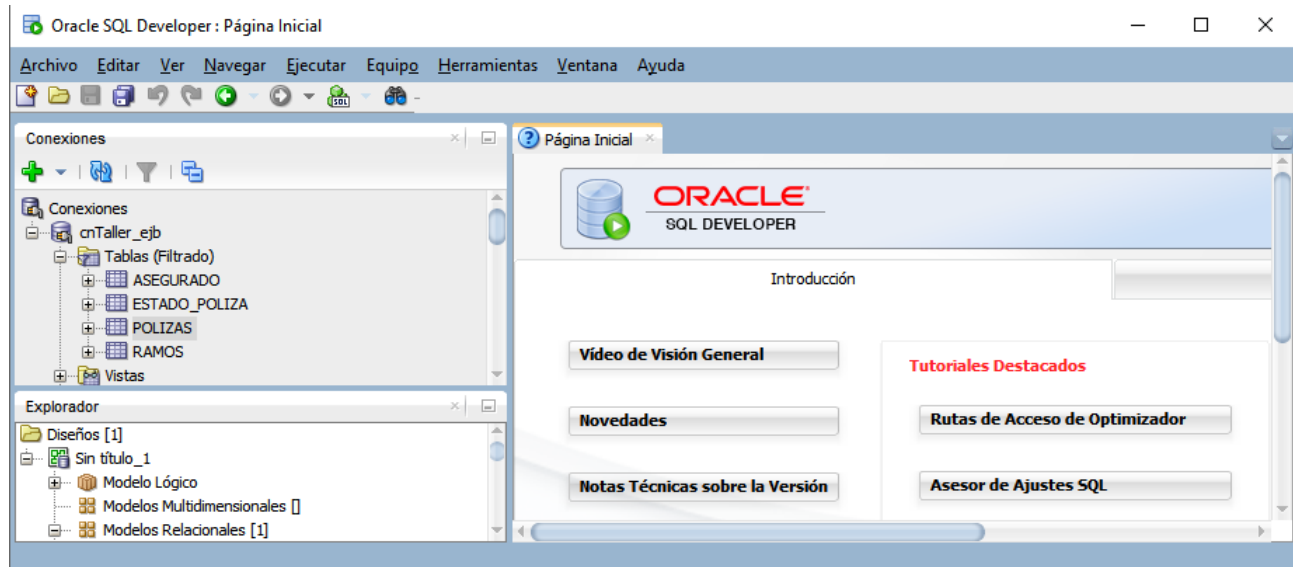 Oracle SQL Developer : Página Inicial
Archivo Editar Ver Navegar Ejecutar Equipo Herramientas Ventana Ayuda
SQL
Conexiones
Conexiones
cnTaller_ejb
Tablas (Filtrado)
ASEGURADO
ESTADO_POLIZA
POLIZAS
RAMOS
Vistas
Explorador
Diseños [1]
Sin título_1
Modelo Lógico
Modelos Multidimensionales []
Modelos Relacionales [1]
Página Inicial
ORACLE
SQL DEVELOPER
Introducción
Vídeo de Visión General
Novedades
Notas Técnicas sobre la Versión
Tutoriales Destacados
Rutas de Acceso de Optimizador
Asesor de Ajustes SQL